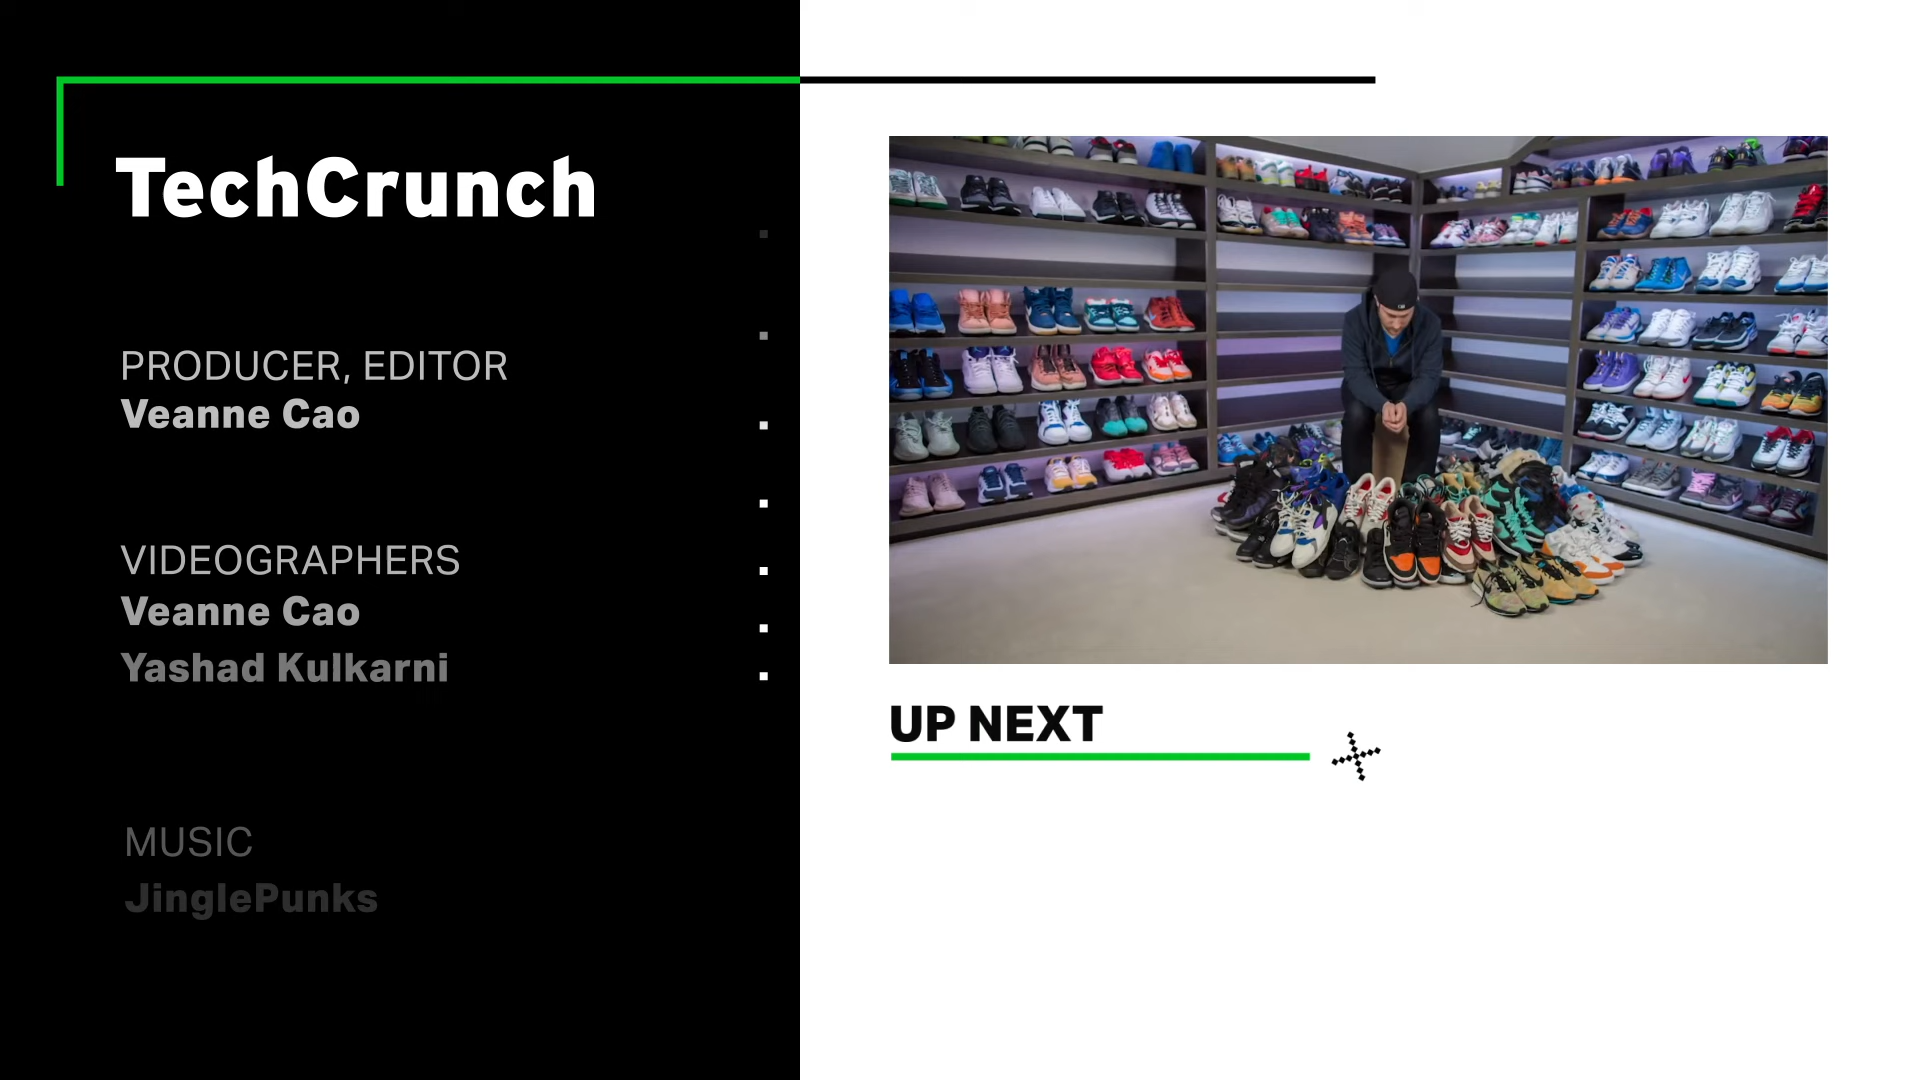 TechCrunch
PRODUCER, EDITOR
Veanne Cao
VIDEOGRAPHERS
Veanne Cao
Yashad Kulkarni
MUSIC
JinglePunks
UP NEXT